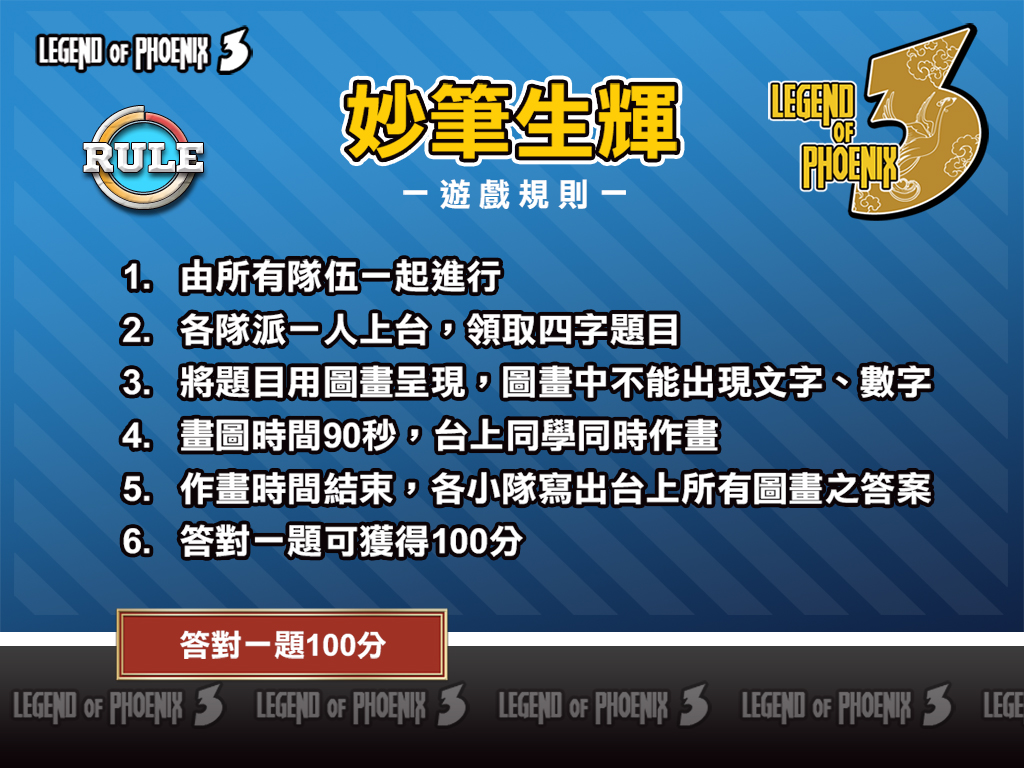 LEGEND OF PHOENIX 3
RULE
妙筆生輝
一 遊戲規則 一
LEGEND
OF
PHOENIX
3
1. 由所有隊伍一起進行
2. 各隊派一人上台，領取四字題目
3. 將題目用圖畫呈現，圖畫中不能出現文字、數字
4. 畫圖時間90秒，台上同學同時作畫
5. 作畫時間結束，各小隊寫出台上所有圖畫之答案
6. 答對一題可獲得100分
答對一題100分
LEGEND OF PHOENIX 3 LEGEND OF PHOENIX 3 LEGEND OF PHOENIX 3 LEGEND OF PHOENIX 3 LEGE